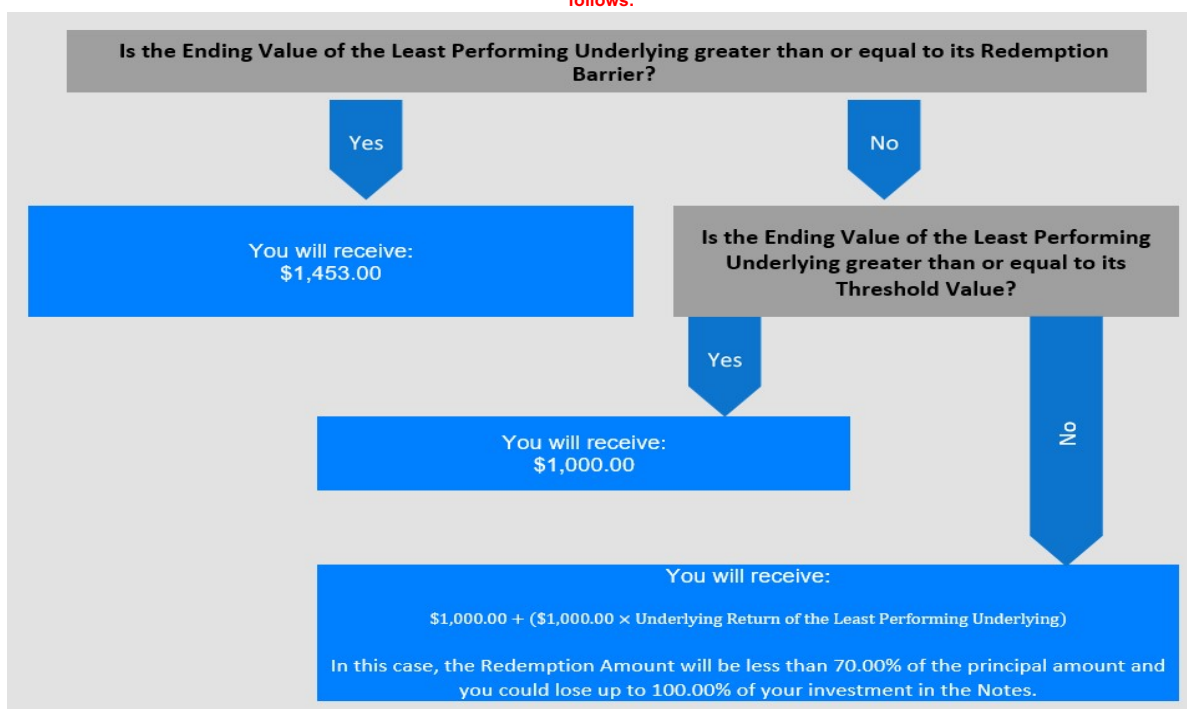 follows:
Is the Ending Value of the Least Performing Underlying greater than or equal to its Redemption
Barrier?
Yes
No
You will receive:
$1,453.00
Is the Ending Value of the Least Performing
Underlying greater than or equal to its
Threshold Value?
Yes
No
You will receive:
$1,000.00
You will receive:
$1,000.00 + ($1,000.00 × Underlying Return of the Least Performing Underlying)
In this case, the Redemption Amount will be less than 70.00% of the principal amount and
you could lose up to 100.00% of your investment in the Notes.